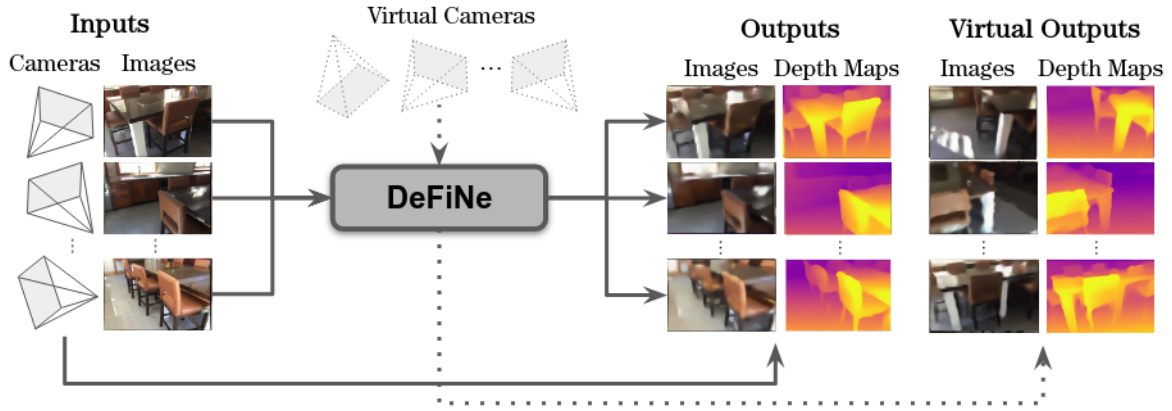 Inputs
Cameras Images
Virtual Cameras
...
DeFiNe
Outputs
Images Depth Maps
Virtual Outputs
Images Depth Maps